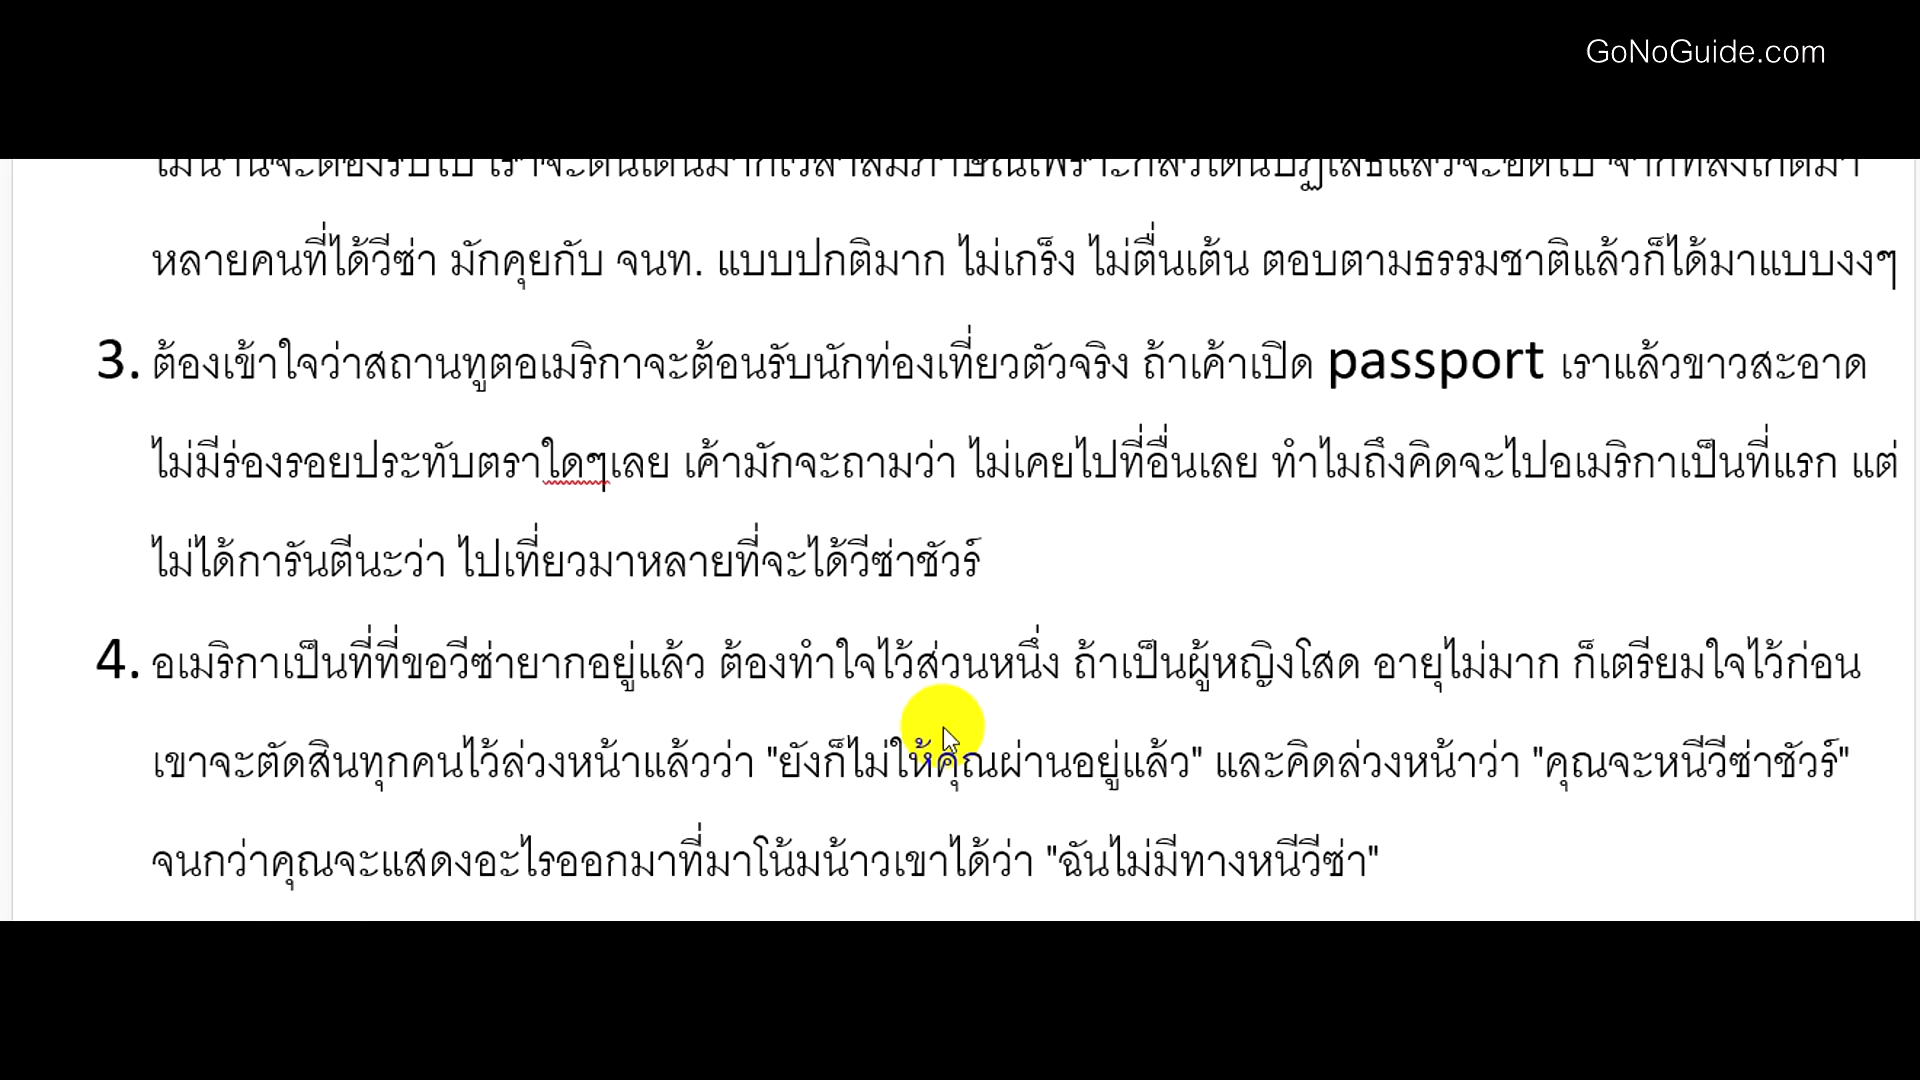 GoNoGuide.com
หลายคนที่ได้วีซ่า มักคุยกับ จนท. แบบปกติมาก ไม่เกร็ง ไม่ตื่นเต้น ตอบตามธรรมชาติแล้วก็ได้มาแบบงงๆ
3. ต้องเข้าใจว่าสถานทูตอเมริกาจะต้อนรับนักท่องเที่ยวตัวจริง ถ้าเค้าเปิด passport เราแล้วขาวสะอาด
ไม่มีร่องรอยประทับตราใดๆเลย เค้ามักจะถามว่า ไม่เคยไปที่อื่นเลย ทำไมถึงคิดจะไปอเมริกาเป็นที่แรก แต่
ไม่ได้การันตีนะว่า ไปเที่ยวมาหลายที่จะได้วีซ่าชัวร์
4. อเมริกาเป็นที่ที่ขอวีซ่ายากอยู่แล้ว ต้องทำใจไว้ส่วนหนึ่ง ถ้าเป็นผู้หญิงโสด อายุไม่มาก ก็เตรียมใจไว้ก่อน
เขาจะตัดสินทุกคนไว้ล่วงหน้าแล้วว่า "ยังก็ไม่ให้คุณผ่านอยู่แล้ว" และคิดล่วงหน้าว่า "คุณจะหนีวีซ่าชัวร์"
จนกว่าคุณจะแสดงอะไรออกมาที่มาโน้มน้าวเขาได้ว่า "ฉันไม่มีทางหนีวีซ่า"